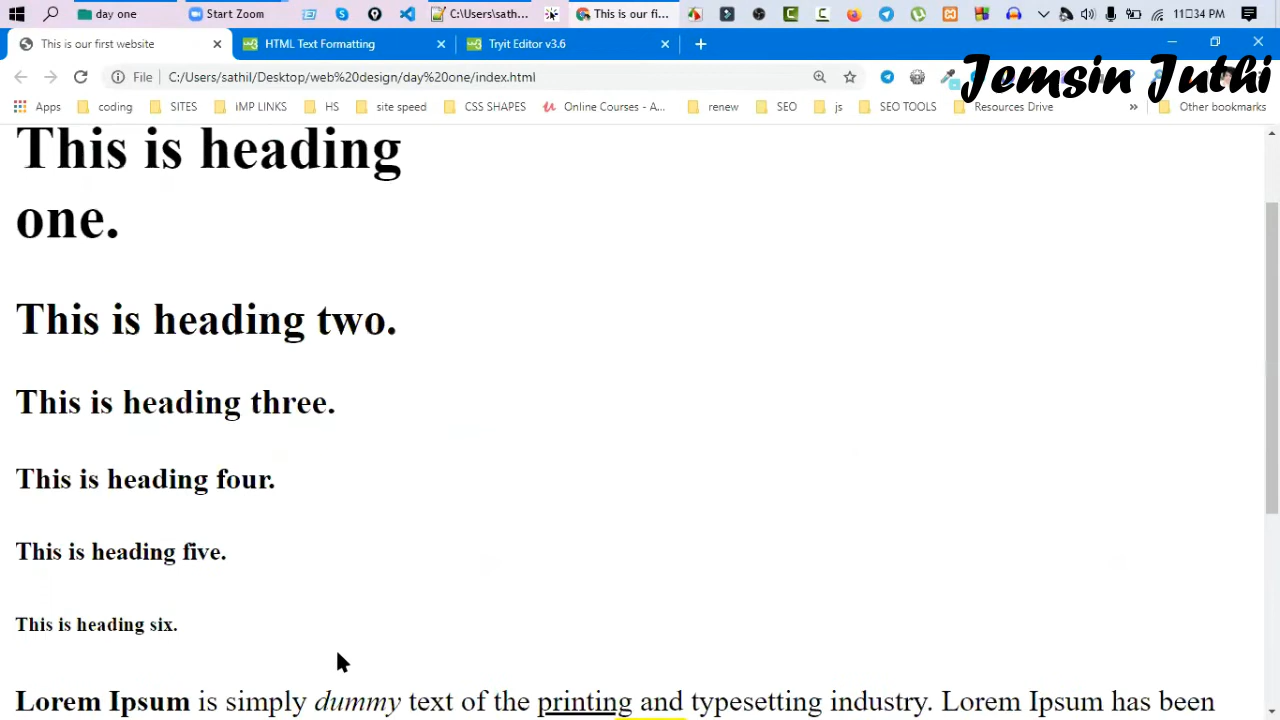 day one
Start Zoom
C:\Users\sath...
This is our fi...
11 34 PM
This is our first website
HTML Text Formatting
Tryit Editor v3.6
File
C:/Users/sathil/Desktop/web%20design/day%20one/index.html
Jemsin Juthi
Apps
coding
SITES
IMP LINKS
HS
site speed
CSS SHAPES
Online Courses - A...
renew
SEO
js
SEO TOOLS
Resources Drive
»
Other bookmarks
This is heading
one.
This is heading two.
This is heading three.
This is heading four.
This is heading five.
This is heading six.
Lorem Ipsum is simply dummy text of the printing and typesetting industry. Lorem Ipsum has been